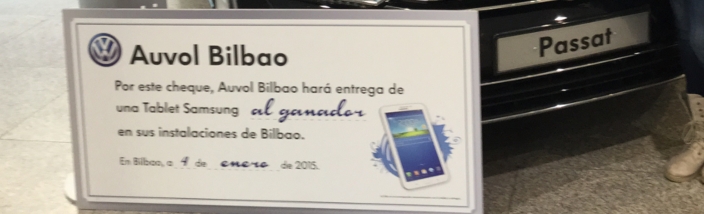 Auvol Bilbao
Por este cheque, Auvol Bilbao hará entrega de
una Tablet Samsung al ganador
en sus instalaciones de Bilbao.
En Bilbao, a 4 de enero de 2015.
Passat